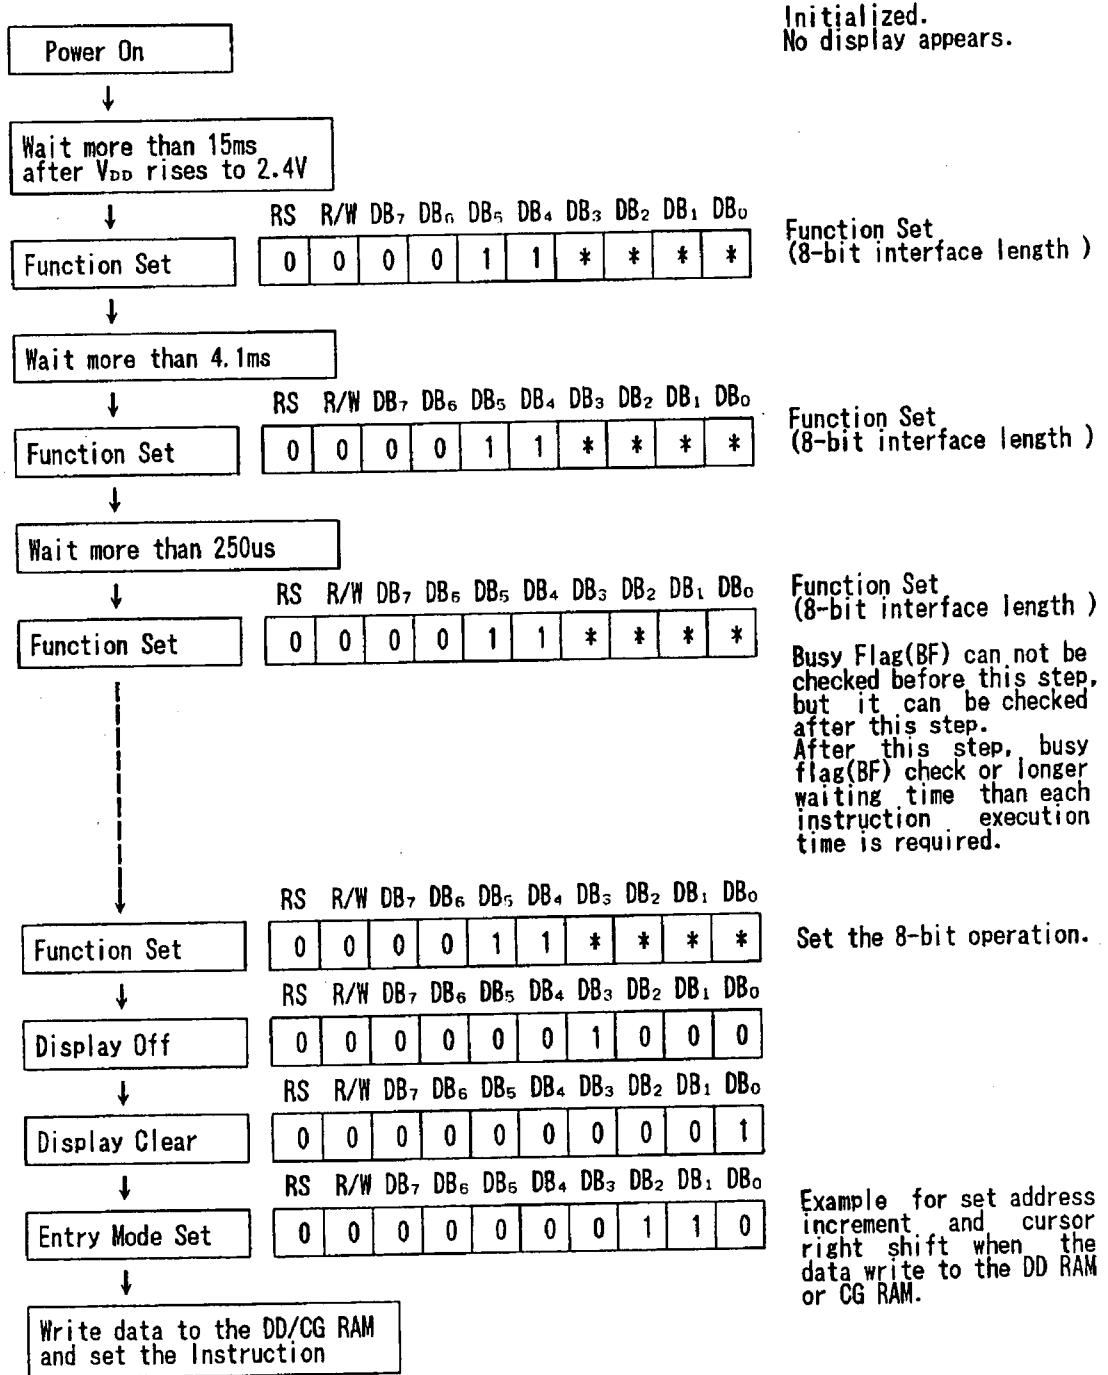 Initialized.
No display appears.
Power On
↓
Wait more than 15ms
after VDD rises to 2.4V
↓
RS R/W DB7 DB6 DB5 DB4 DB3 DB2 DB1 DB0
Function Set 0 0 0 0 1 1 * * * *
Function Set
(8-bit interface length )
↓
Wait more than 4.1ms
↓
RS R/W DB7 DB6 DB5 DB4 DB3 DB2 DB1 DB0
Function Set 0 0 0 0 1 1 * * * *
Function Set
(8-bit interface length )
↓
Wait more than 250us
↓
RS R/W DB7 DB6 DB5 DB4 DB3 DB2 DB1 DB0
Function Set 0 0 0 0 1 1 * * * *
Function Set
(8-bit interface length )
Busy Flag(BF) can not be
checked before this step,
but it can be checked
after this step.
After this step, busy
flag(BF) check or longer
waiting time than each
instruction execution
time is required.
RS R/W DB7 DB6 DB5 DB4 DB3 DB2 DB1 DB0
Function Set 0 0 0 0 1 1 * * * *
Set the 8-bit operation.
↓
RS R/W DB7 DB6 DB5 DB4 DB3 DB2 DB1 DB0
Display Off 0 0 0 0 0 0 1 0 0 0
↓
RS R/W DB7 DB6 DB5 DB4 DB3 DB2 DB1 DB0
Display Clear 0 0 0 0 0 0 0 0 0 1
↓
RS R/W DB7 DB6 DB5 DB4 DB3 DB2 DB1 DB0
Entry Mode Set 0 0 0 0 0 0 0 1 1 0
Example for set address
increment and cursor
right shift when the
data write to the DD RAM
or CG RAM.
↓
Write data to the DD/CG RAM
and set the Instruction